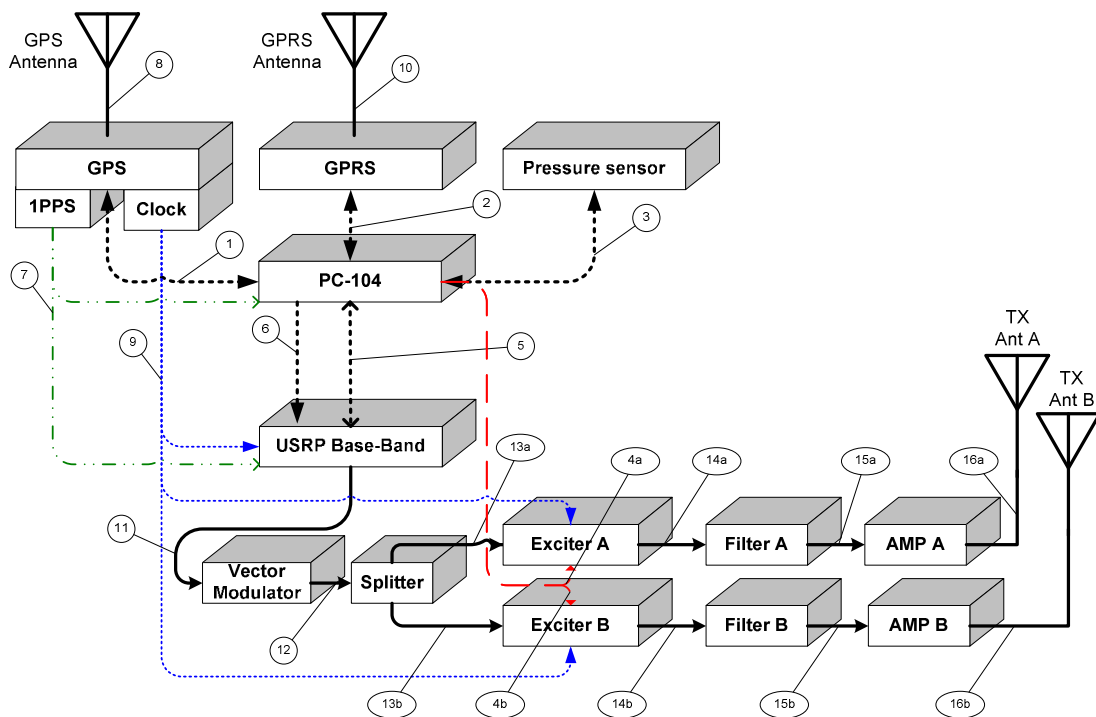 GPS
Antenna
8
GPRS
Antenna
10
GPS
1PPS
Clock
GPRS
Pressure sensor
1
2
3
7
PC-104
9
6
5
TX
Ant A
TX
Ant B
USRP Base-Band
13a
4a
14a
15a
16a
11
Vector
Modulator
Splitter
Exciter A
Filter A
AMP A
Exciter B
Filter B
AMP B
12
13b
4b
14b
15b
16b